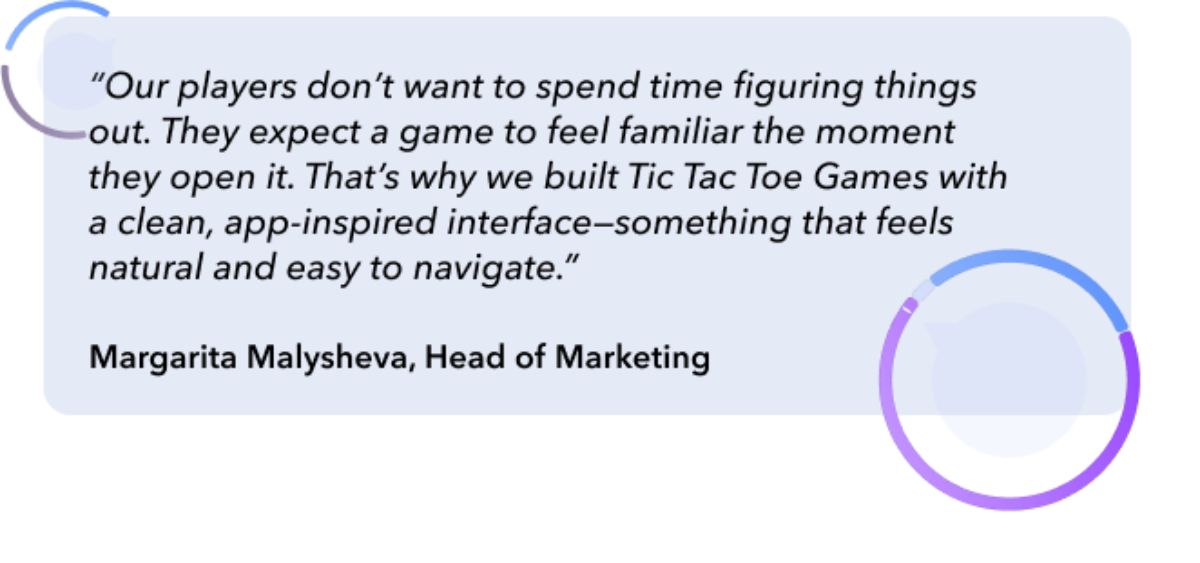 “Our players don’t want to spend time figuring things
out. They expect a game to feel familiar the moment
they open it. That’s why we built Tic Tac Toe Games with
a clean, app-inspired interface—something that feels
natural and easy to navigate.”
Margarita Malysheva, Head of Marketing